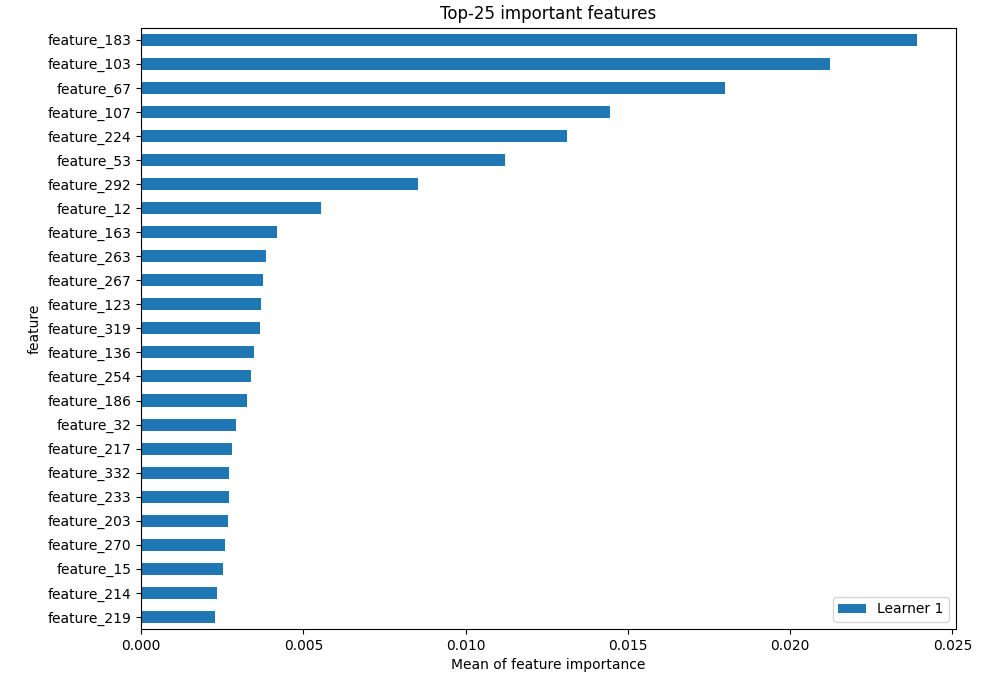 Top-25 important features
feature_183
feature_103
feature_67
feature_107
feature_224
feature_53
feature_292
feature_12
feature_163
feature_263
feature_267
feature_123
feature_319
feature_136
feature_254
feature_186
feature_32
feature_217
feature_332
feature_233
feature_203
feature_270
feature_15
feature_214
feature_219
feature
Learner 1
0.000 0.005 0.010 0.015 0.020 0.025
Mean of feature importance